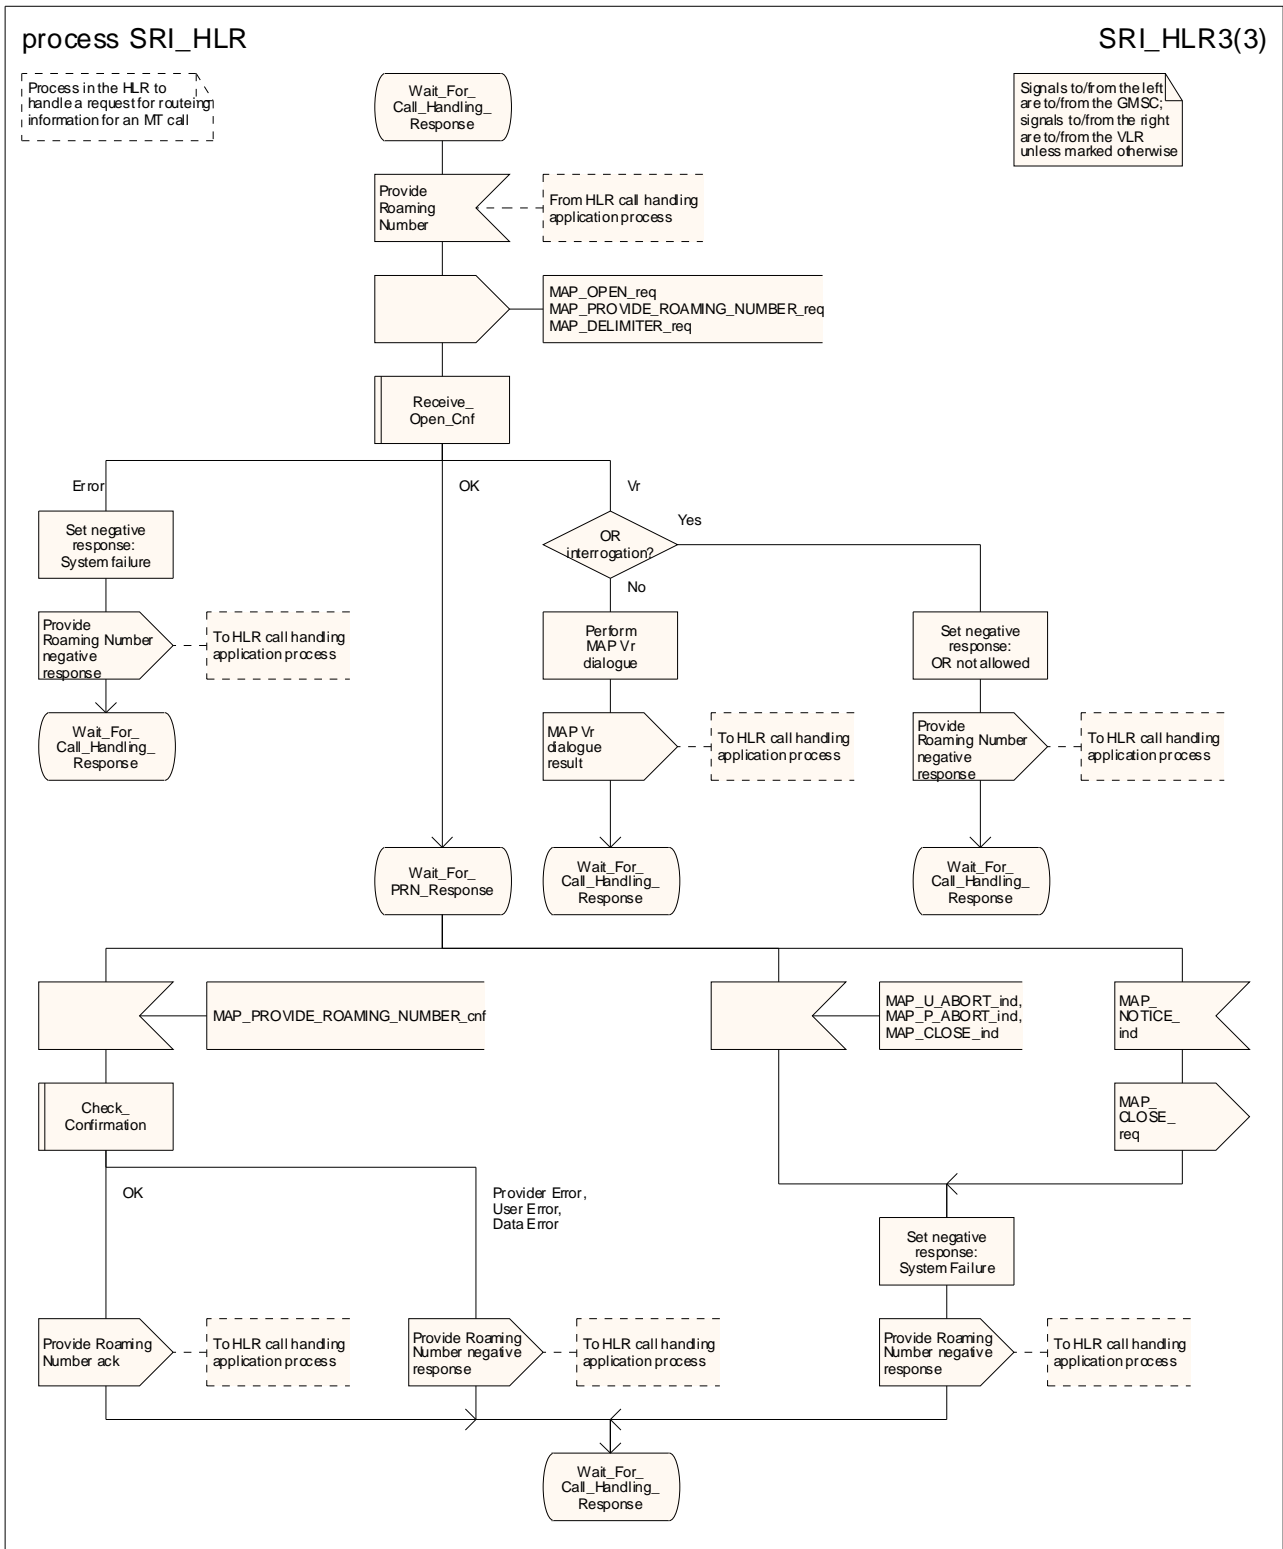 process SRI_HLR
SRI_HLR3(3)
Process in the HLR to
handle a request for routeing
information for an MT call
Wait_For_
Call_Handling_
Response
Signals to/from the left
are to/from the GMSC;
signals to/from the right
are to/from the VLR
unless marked otherwise
Provide
Roaming
Number
From HLR call handling
application process
MAP_OPEN_req
MAP_PROVIDE_ROAMING_NUMBER_req
MAP_DELIMITER_req
Receive_
Open_Cnf
Error
OK
Vr
Set negative
response:
System failure
OR
interrogation?
Yes
No
Provide
Roaming Number
negative
response
To HLR call handling
application process
Perform
MAP Vr
dialogue
Set negative
response:
OR not allowed
Wait_For_
Call_Handling_
Response
MAP Vr
dialogue
result
To HLR call handling
application process
Provide
Roaming Number
negative
response
To HLR call handling
application process
Wait_For_
PRN_Response
Wait_For_
Call_Handling_
Response
Wait_For_
Call_Handling_
Response
MAP_PROVIDE_ROAMING_NUMBER_cnf
MAP_U_ABORT_ind,
MAP_P_ABORT_ind,
MAP_CLOSE_ind
MAP_
NOTICE_
ind
Check_
Confirmation
MAP_
CLOSE_
req
OK
Provider Error,
User Error,
Data Error
Set negative
response:
System Failure
Provide Roaming
Number ack
To HLR call handling
application process
Provide Roaming
Number negative
response
To HLR call handling
application process
Provide Roaming
Number negative
response
To HLR call handling
application process
Wait_For_
Call_Handling_
Response